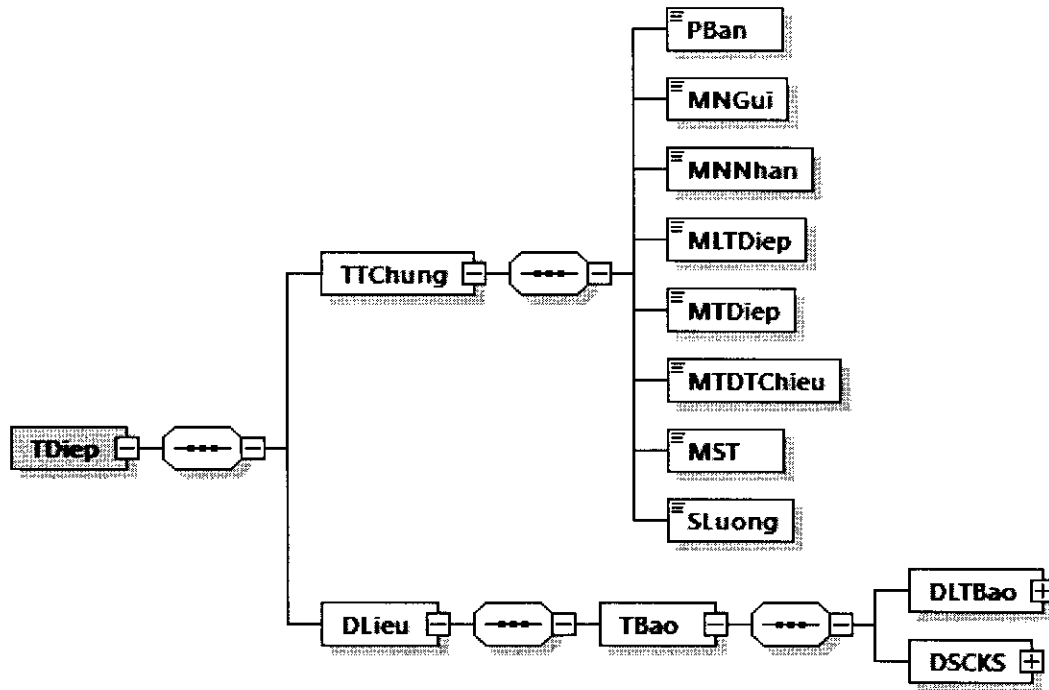 PBan
MNGui
MNNhan
MLTDiep
TTChung
MTDiep
MTDTChieu
TDiep
MST
SLuong
DLieu
TBao
DLTBao
DSCKS